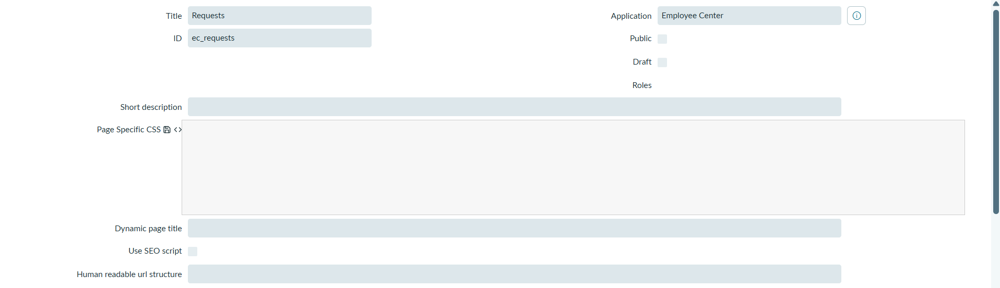 Title Requests
Application Employee Center
ID ec_requests
Public
Draft
Roles
Short description
Page Specific CSS
Dynamic page title
Use SEO script
Human readable url structure